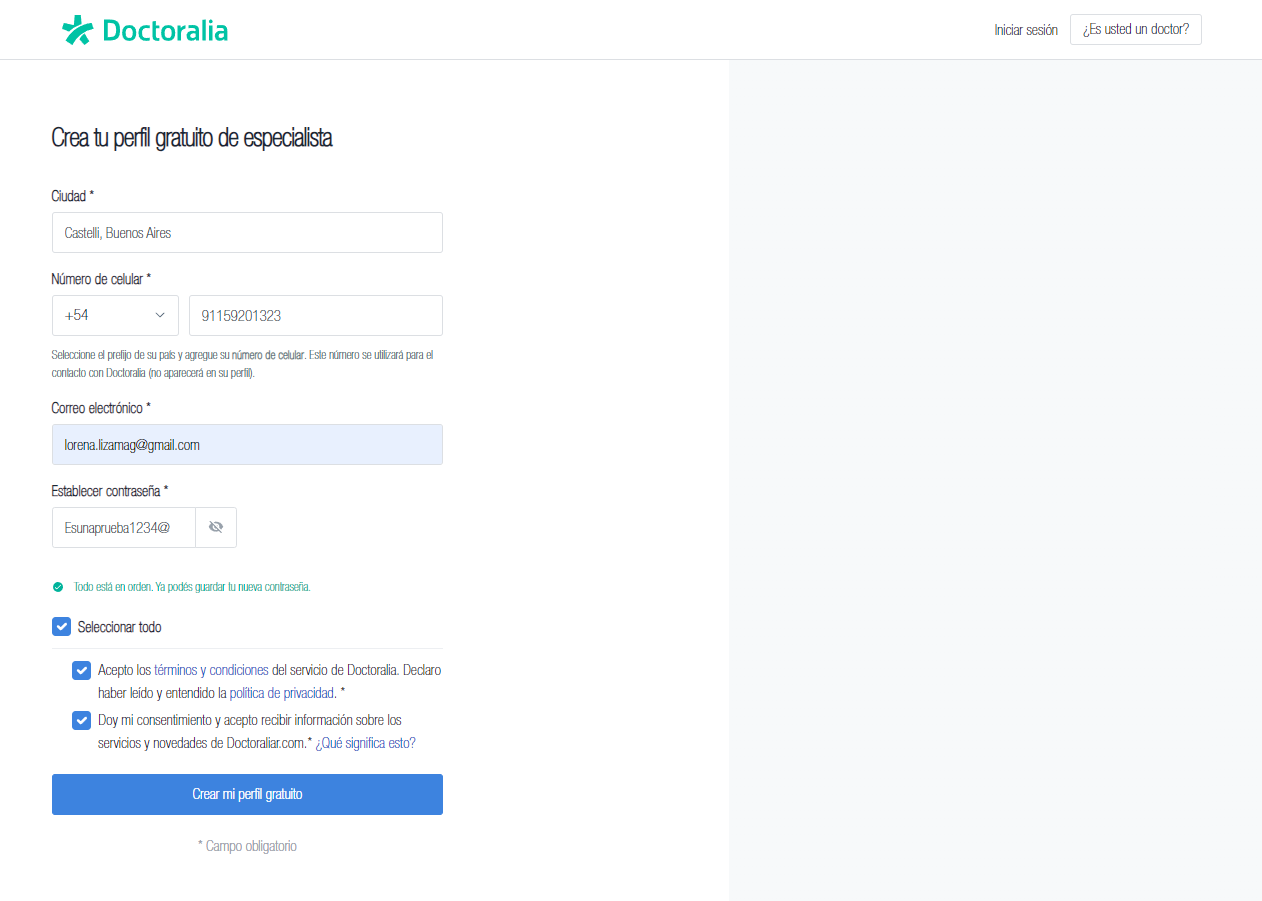 Doctoralia
Iniciar sesión
¿Es usted un doctor?
Crea tu perfil gratuito de especialista
Ciudad *
Castelli, Buenos Aires
Número de celular *
+54
91159201323
Seleccione el prefijo de su país y agregue su número de celular. Este número se utilizará para el
contacto con Doctoralia (no aparecerá en su perfil).
Correo electrónico *
lorena.lizamag@gmail.com
Establecer contraseña *
Esunaprueba1234@
Todo está en orden. Ya podés guardar tu nueva contraseña.
Seleccionar todo
Acepto los términos y condiciones del servicio de Doctoralia. Declaro
haber leído y entendido la política de privacidad. *
Doy mi consentimiento y acepto recibir información sobre los
servicios y novedades de Doctoraliar.com.* ¿Qué significa esto?
Crear mi perfil gratuito
* Campo obligatorio